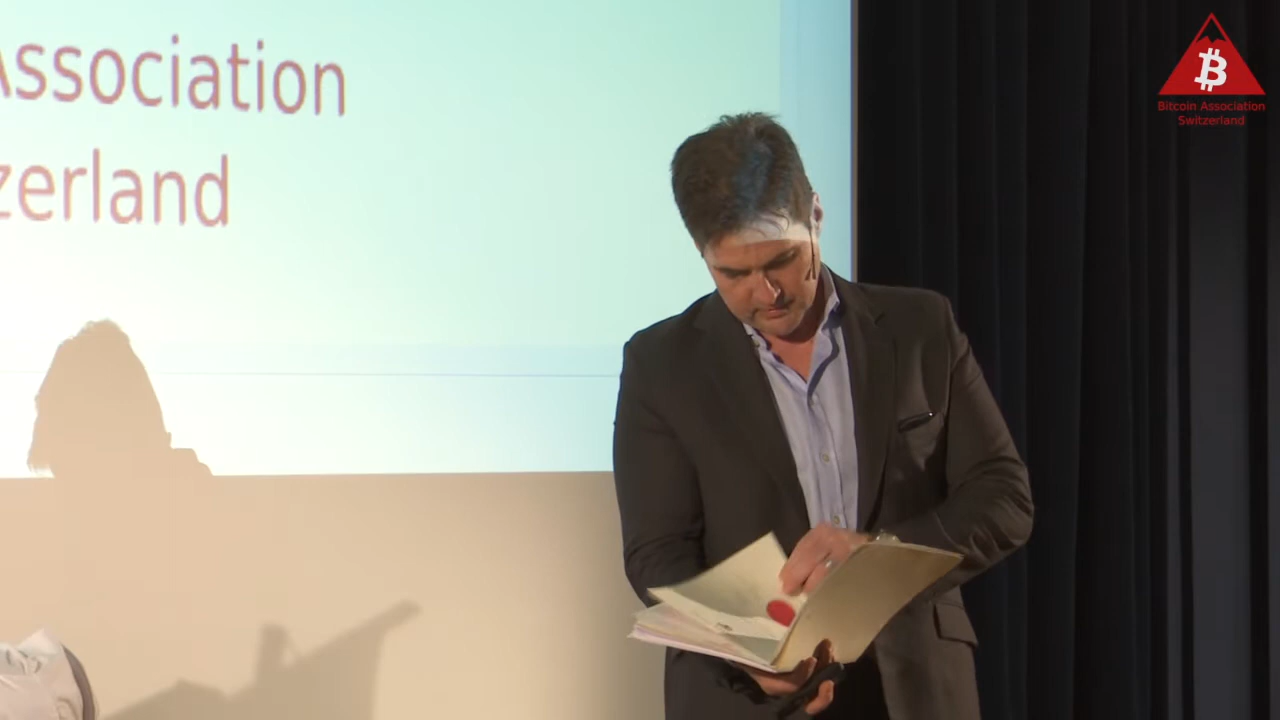 Association
zerland
Bitcoin Association
Switzerland